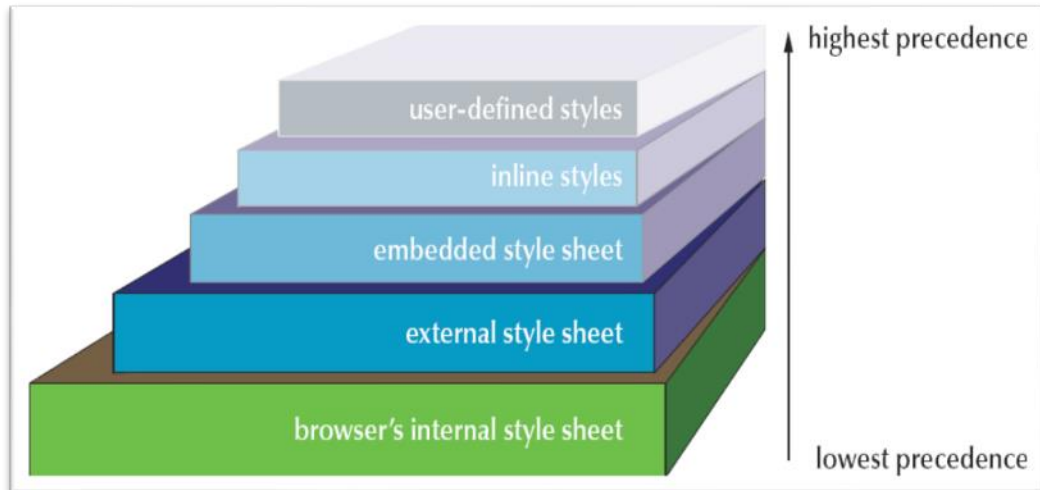 highest precedence
user-defined styles
inline styles
embedded style sheet
external style sheet
browser’s internal style sheet
lowest precedence